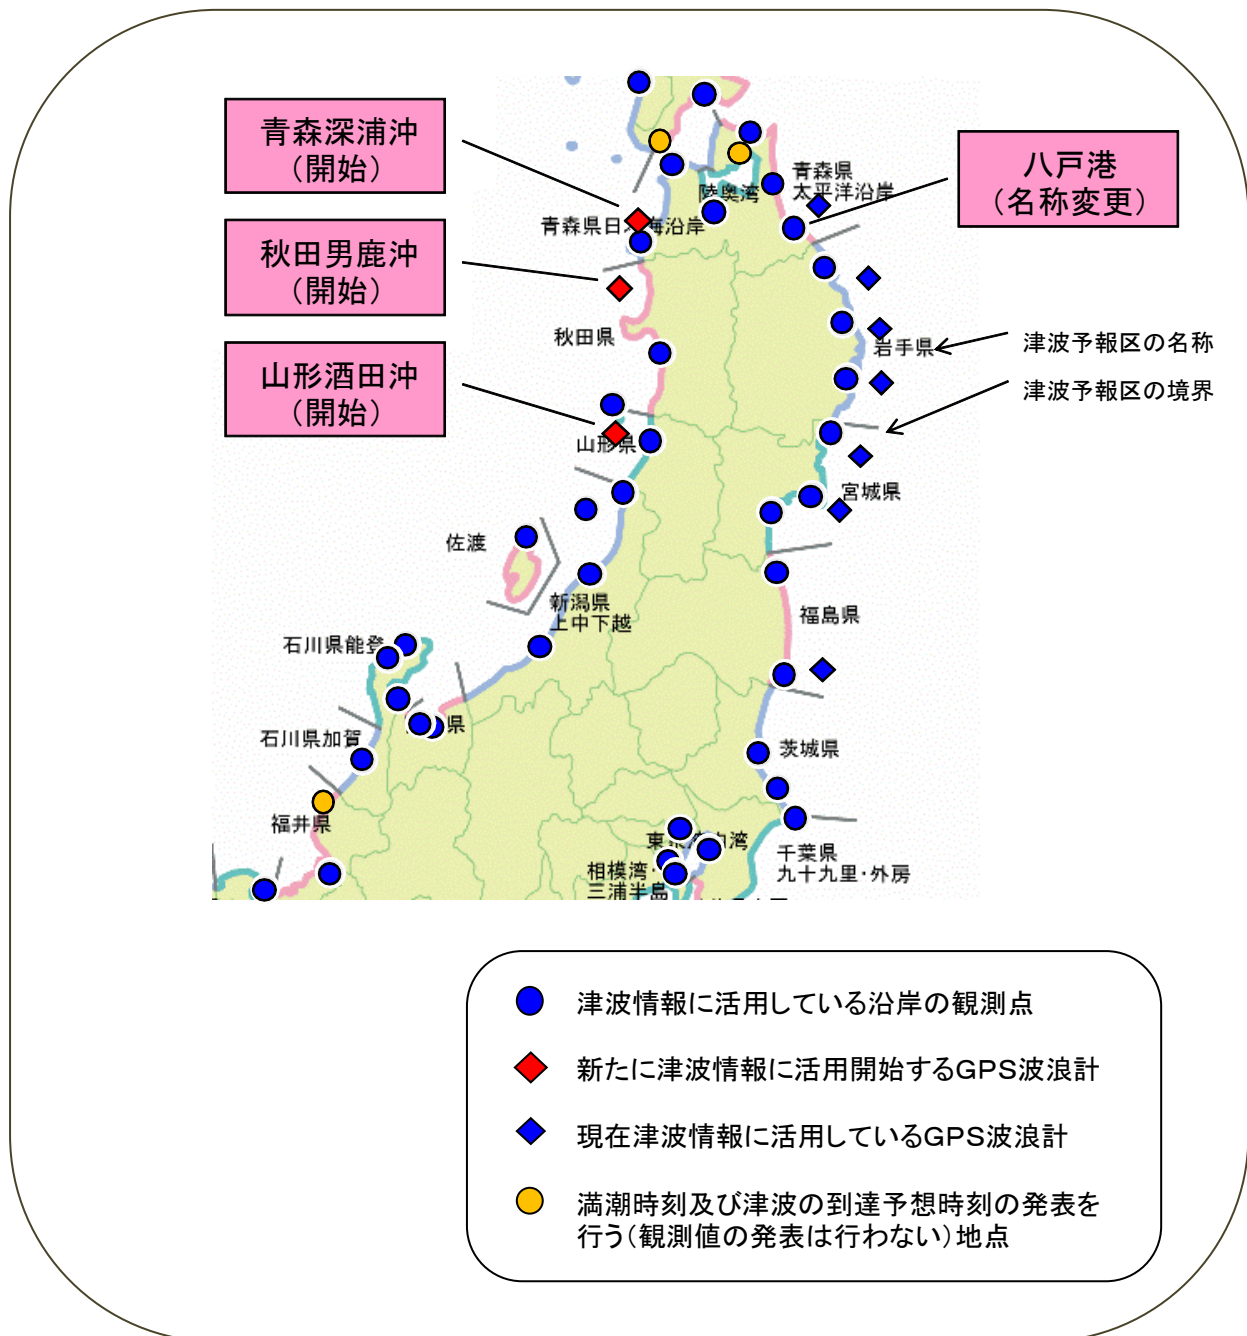 青森深浦沖
（開始）
八戸港
（名称変更）
青森県
太平洋沿岸
陸奥湾
青森県日本海沿岸
秋田男鹿沖
（開始）
秋田県
岩手県
津波予報区の名称
山形酒田沖
（開始）
津波予報区の境界
山形県
宮城県
佐渡
新潟県
上中下越
福島県
石川県能登
県
石川県加賀
茨城県
福井県
東京湾内湾
千葉県
九十九里・外房
相模湾・
三浦半島
津波情報に活用している沿岸の観測点
新たに津波情報に活用開始するGPS波浪計
現在津波情報に活用しているGPS波浪計
満潮時刻及び津波の到達予想時刻の発表を
行う（観測値の発表は行わない）地点